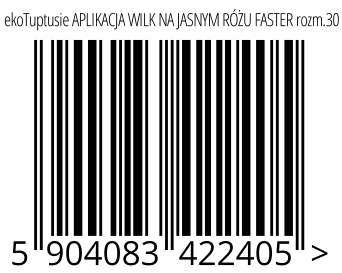 ekoTuptusie APLIKACJA WILK NA JASNYM RÓŻU FASTER rozm.30
5 904083 422405 >